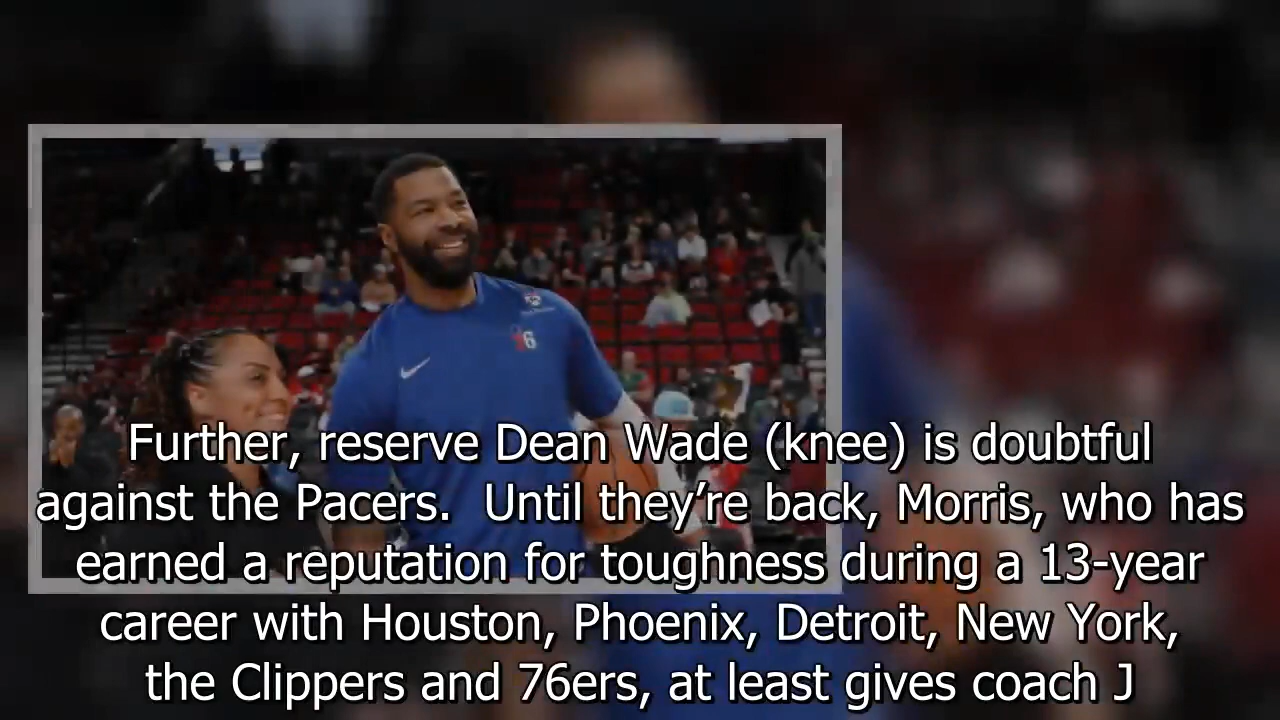 76
Further, reserve Dean Wade (knee) is doubtful
against the Pacers.  Until they’re back, Morris, who has
earned a reputation for toughness during a 13-year
career with Houston, Phoenix, Detroit, New York,
the Clippers and 76ers, at least gives coach J